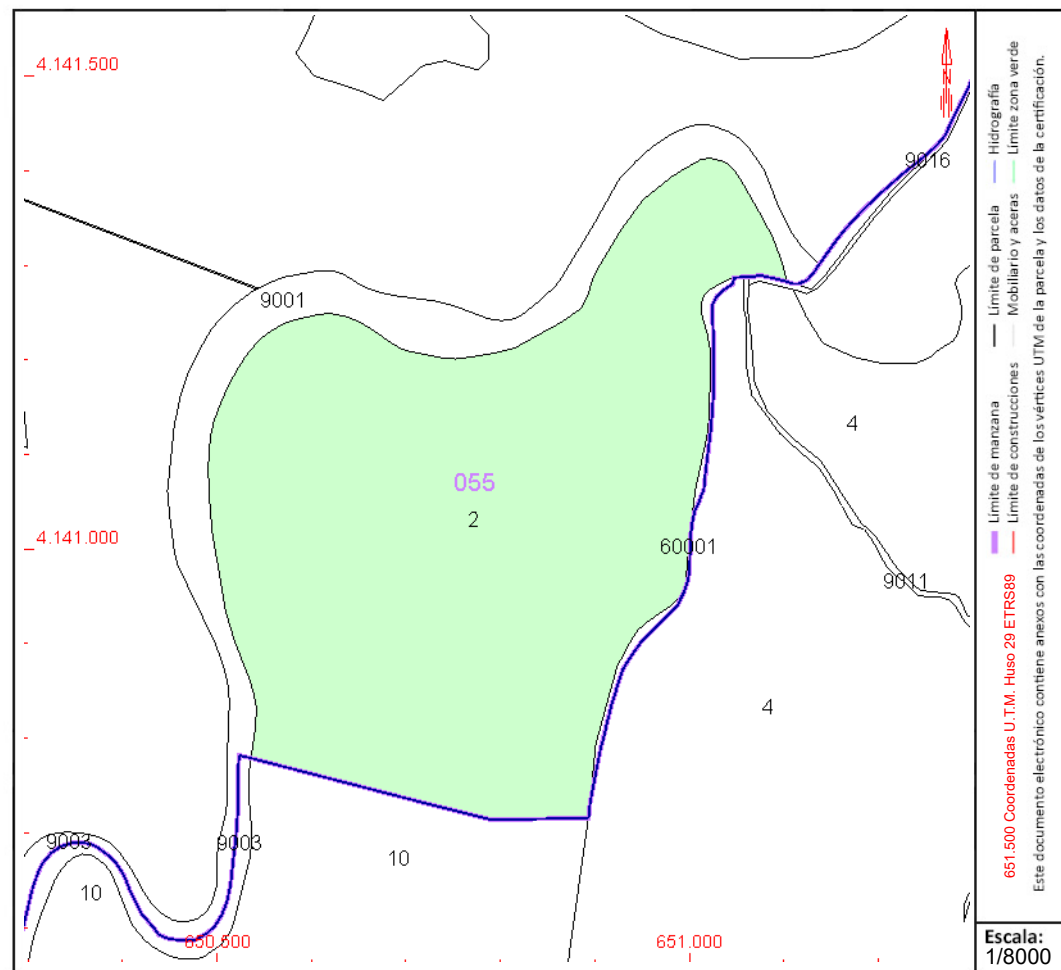 4.141.500
N
9016
9001
4
055
2
4.141.000
60001
9011
4
9003
9003
10
10
650.500
651.000
Límite de manzana
Límite de parcela
Hidrografía
Límite de construcciones
Mobiliario y aceras
Límite zona verde
651.500 Coordenadas U.T.M. Huso 29 ETRS89
Este documento electrónico contiene anexos con las coordenadas de los vértices UTM de la parcela y los datos de la certificación.
Escala:
1/8000